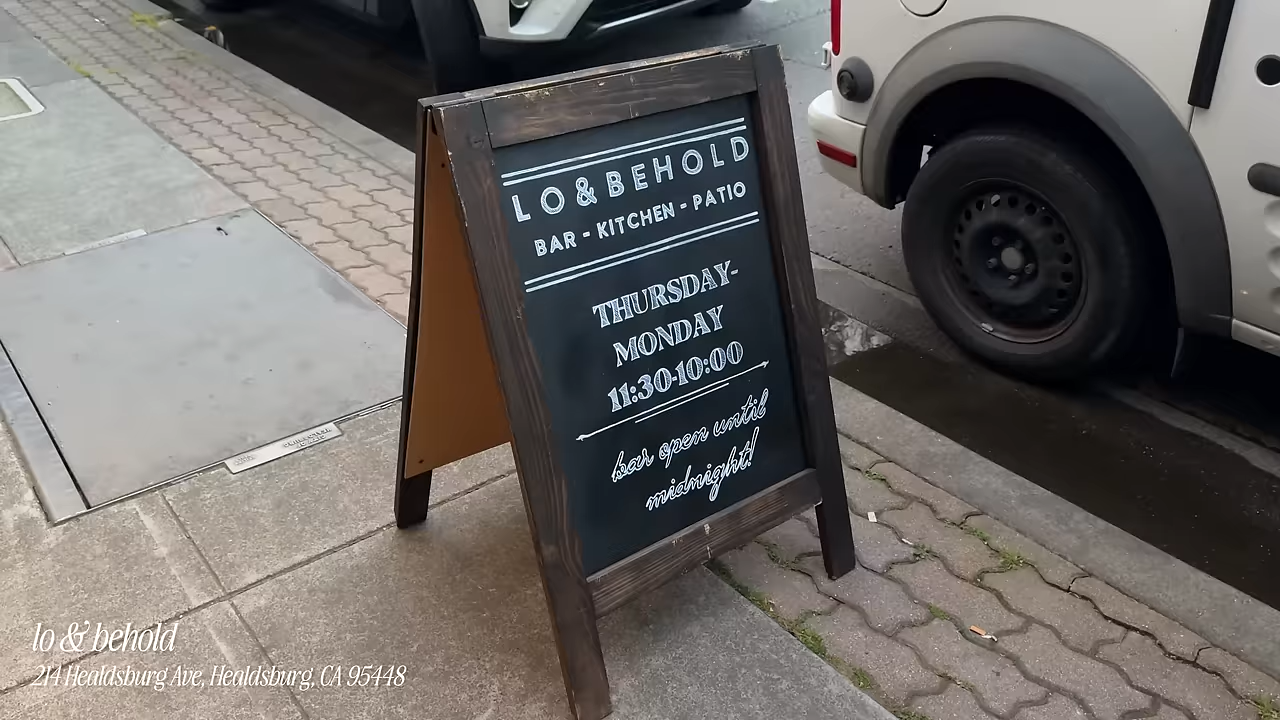 LO & BEHOLD
BAR - KITCHEN - PATIO
THURSDAY-
MONDAY
11:30-10:00
bar open until
midnight!
lo & behold
214 Healdsburg Ave, Healdsburg, CA 95448